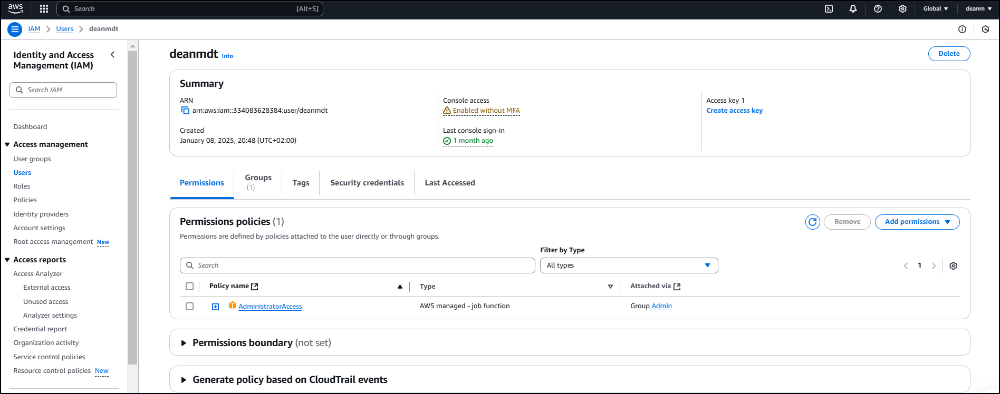 aws
Search [Alt+S]
Global deanm
IAM Users deanmdt
Identity and Access
Management (IAM)
Search IAM
Dashboard
Access management
User groups
Users
Roles
Policies
Identity providers
Account settings
Root access management New
Access reports
Access Analyzer
External access
Unused access
Analyzer settings
Credential report
Organization activity
Service control policies
Resource control policies New
deanmdt Info
Delete
Summary
ARN
arn:aws:iam::334083628384:user/deanmdt
Created
January 08, 2025, 20:48 (UTC+02:00)
Console access
Enabled without MFA
Last console sign-in
1 month ago
Access key 1
Create access key
Permissions
Groups
(1)
Tags
Security credentials
Last Accessed
Permissions policies (1)
Remove
Add permissions
Permissions are defined by policies attached to the user directly or through groups.
Filter by Type
Search
All types
1
Policy name Type Attached via
AdministratorAccess AWS managed - job function Group Admin
Permissions boundary (not set)
Generate policy based on CloudTrail events